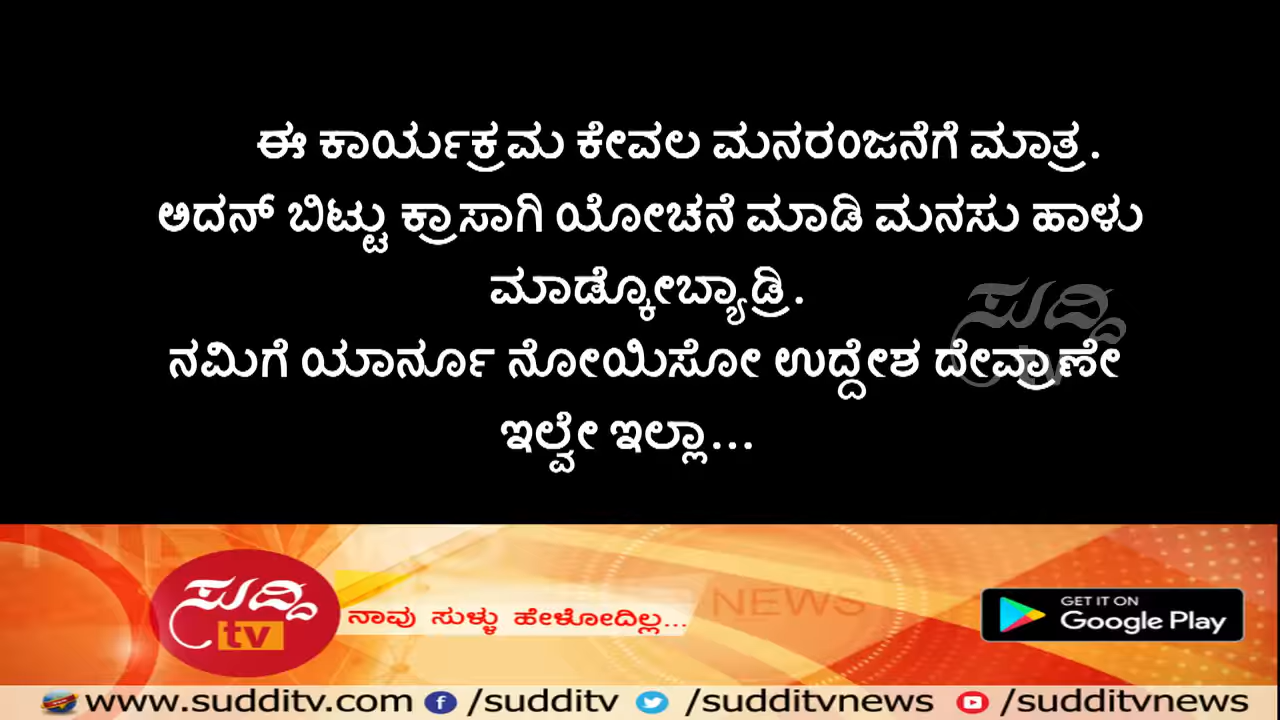 ಈ ಕಾರ್ಯಕ್ರಮ ಕೇವಲ ಮನರಂಜನೆಗೆ ಮಾತ್ರ.
ಅದನ್ ಬಿಟ್ಟು ಕ್ರಾಸಾಗಿ ಯೋಚನೆ ಮಾಡಿ ಮನಸು ಹಾಳು
ಮಾಡ್ಕೋಬ್ಯಾಡ್ರಿ.
ಸುದ್ದಿ
tv
ನಮಿಗೆ ಯಾರ್ನೂ ನೋಯಿಸೋ ಉದ್ದೇಶ ದೇವ್ರಾಣೇ
ಇಲ್ವೇ ಇಲ್ಲಾ...
ಸುದ್ದಿ
tv
ನಾವು ಸುಳ್ಳು ಹೇಳೋದಿಲ್ಲ...
NEWS
GET IT ON
Google Play
www.sudditv.com /sudditv /sudditvnews /sudditvnews